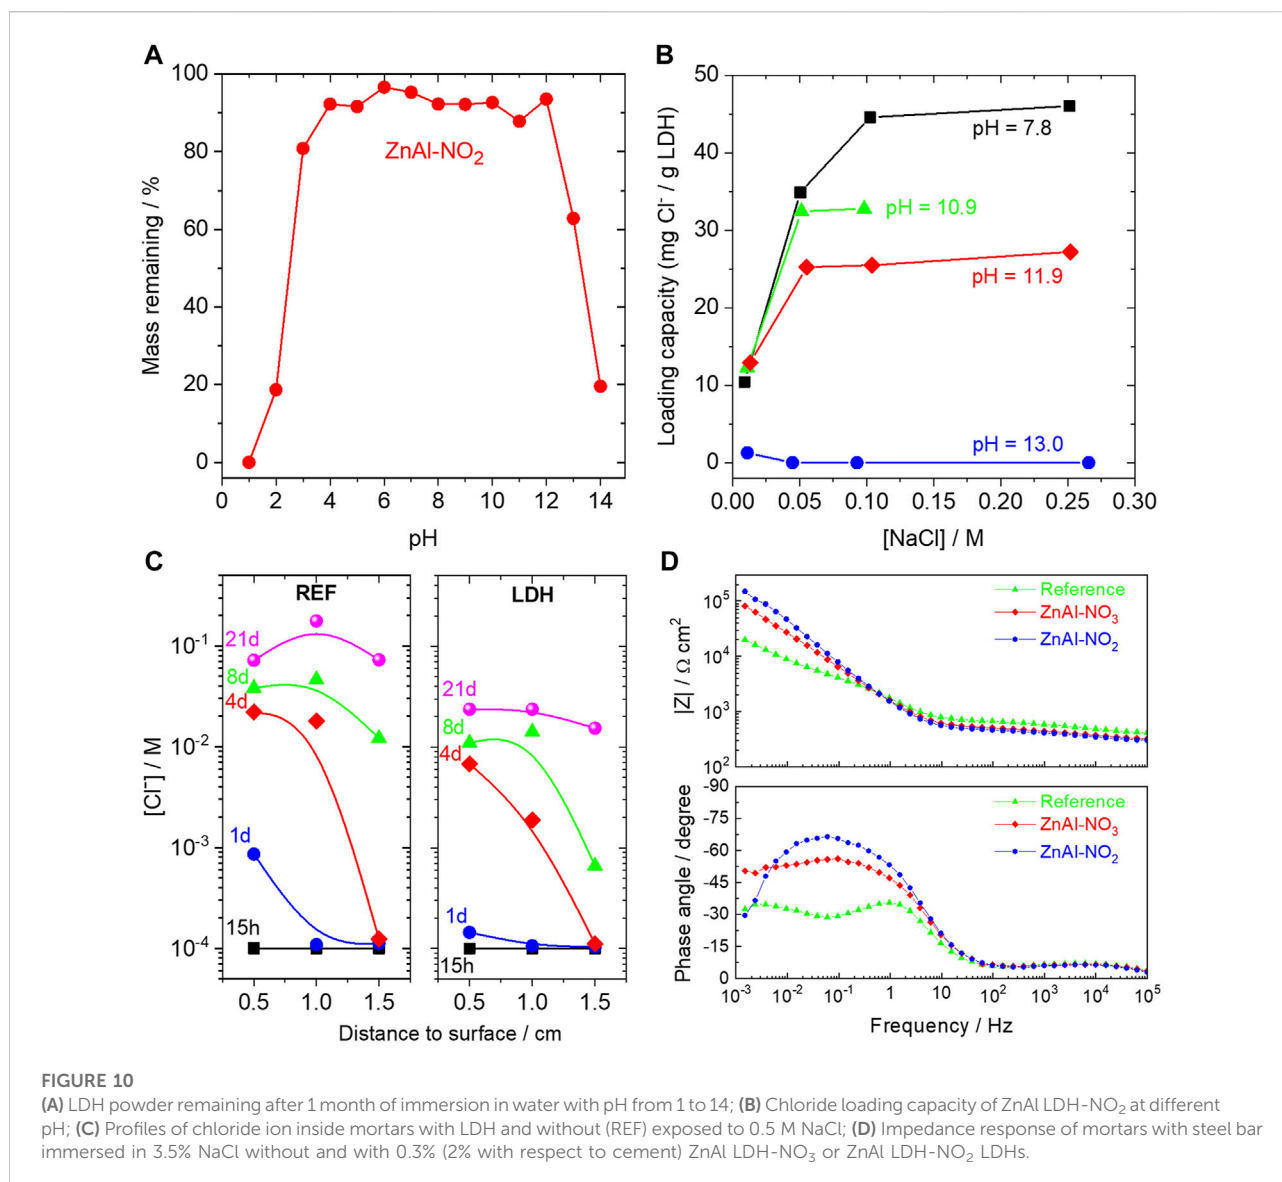 A
100
80
60
40
20
0
0
2
4
6
8
10
12
14
Mass remaining / %
pH
ZnAl-NO2
B
50
40
30
20
10
0
0.00
0.05
0.10
0.15
0.20
0.25
0.30
Loading capacity (mg Cl- / g LDH)
[NaCl] / M
pH = 7.8
pH = 10.9
pH = 11.9
pH = 13.0
C
REF
LDH
10-1
10-2
10-3
10-4
[Cl-] / M
21d
8d
4d
1d
15h
21d
8d
4d
1d
15h
0.5
1.0
1.5
0.5
1.0
1.5
Distance to surface / cm
D
105
104
103
102
|Z| / Ω cm2
Reference
ZnAl-NO3
ZnAl-NO2
-90
-75
-60
-45
-30
-15
0
Phase angle / degree
Reference
ZnAl-NO3
ZnAl-NO2
10-3
10-2
10-1
1
10
102
103
104
105
Frequency / Hz
FIGURE 10
(A) LDH powder remaining after 1 month of immersion in water with pH from 1 to 14; (B) Chloride loading capacity of ZnAl LDH-NO2 at different
pH; (C) Profiles of chloride ion inside mortars with LDH and without (REF) exposed to 0.5 M NaCl; (D) Impedance response of mortars with steel bar
immersed in 3.5% NaCl without and with 0.3% (2% with respect to cement) ZnAl LDH-NO3 or ZnAl LDH-NO2 LDHs.